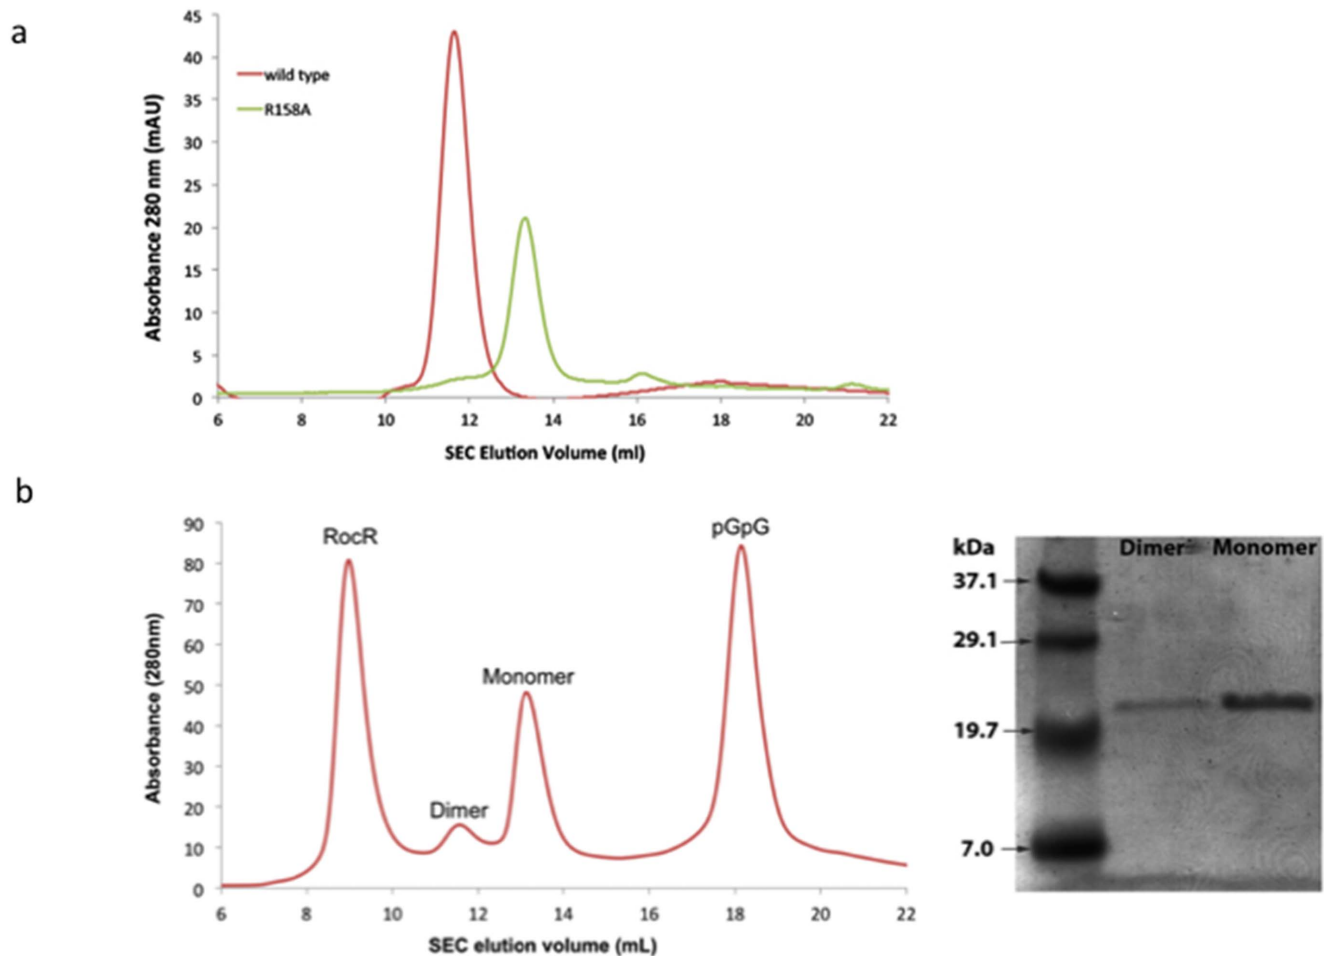 a
45
40
35
30
25
20
15
10
5
0
wild type
R158A
Absorbance 280 nm (mAU)
6 8 10 12 14 16 18 20 22
SEC Elution Volume (ml)
b
90
80
70
60
50
40
30
20
10
0
RocR
Dimer
Monomer
pGpG
Absorbance (280nm)
6 8 10 12 14 16 18 20 22
SEC elution volume (mL)
kDa Dimer Monomer
37.1
29.1
19.7
7.0